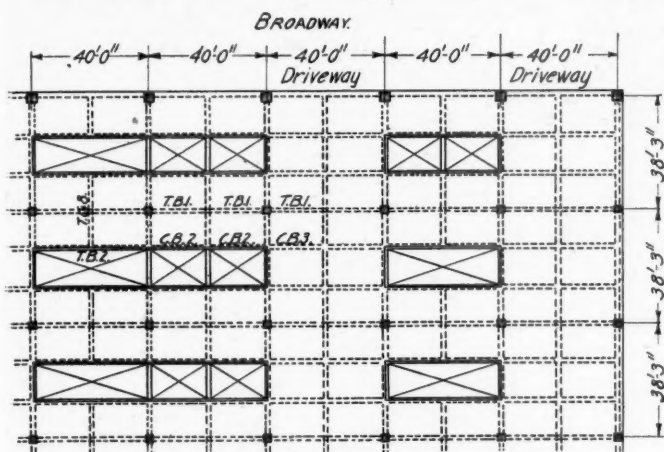 BROADWAY.
40'-0" 40'-0" 40'-0" 40'-0" 40'-0"
Driveway Driveway
38'-3"
T.B.1. T.B.1. T.B.1.
C.B.2. C.B.2. C.B.3.
T.B.2.
38'-3"
38'-3"